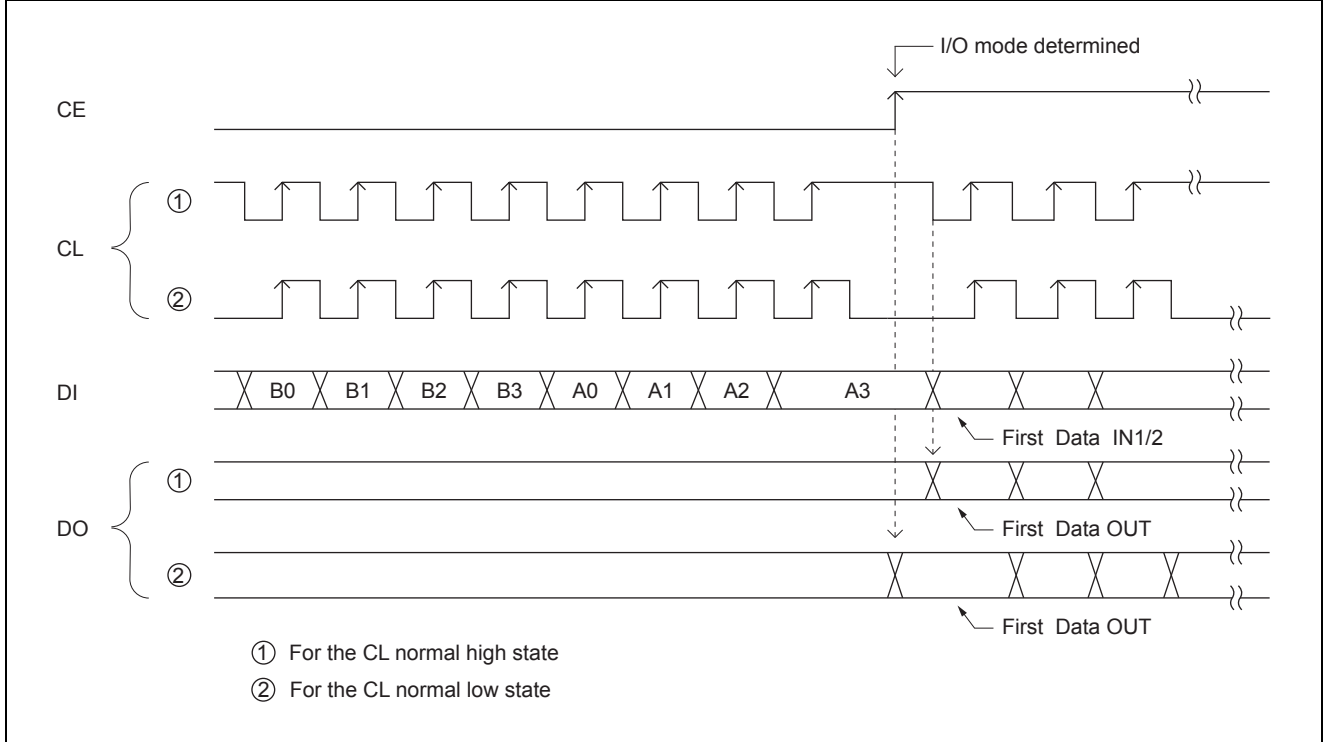 I/O mode determined
CE
CL
①
②
DI
B0 B1 B2 B3 A0 A1 A2 A3
First Data IN1/2
DO
①
First Data OUT
②
First Data OUT
① For the CL normal high state
② For the CL normal low state